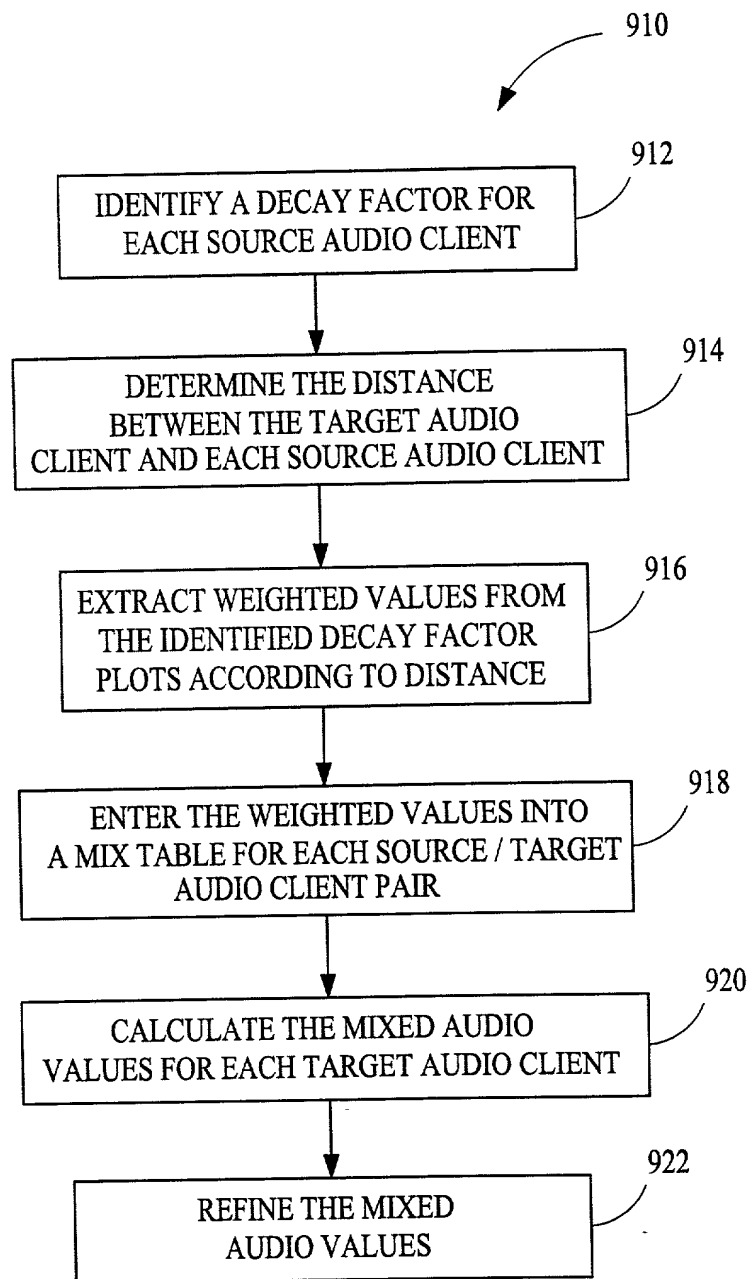 910
912
IDENTIFY A DECAY FACTOR FOR
EACH SOURCE AUDIO CLIENT
914
DETERMINE THE DISTANCE
BETWEEN THE TARGET AUDIO
CLIENT AND EACH SOURCE AUDIO CLIENT
916
EXTRACT WEIGHTED VALUES FROM
THE IDENTIFIED DECAY FACTOR
PLOTS ACCORDING TO DISTANCE
918
ENTER THE WEIGHTED VALUES INTO
A MIX TABLE FOR EACH SOURCE / TARGET
AUDIO CLIENT PAIR
920
CALCULATE THE MIXED AUDIO
VALUES FOR EACH TARGET AUDIO CLIENT
922
REFINE THE MIXED
AUDIO VALUES